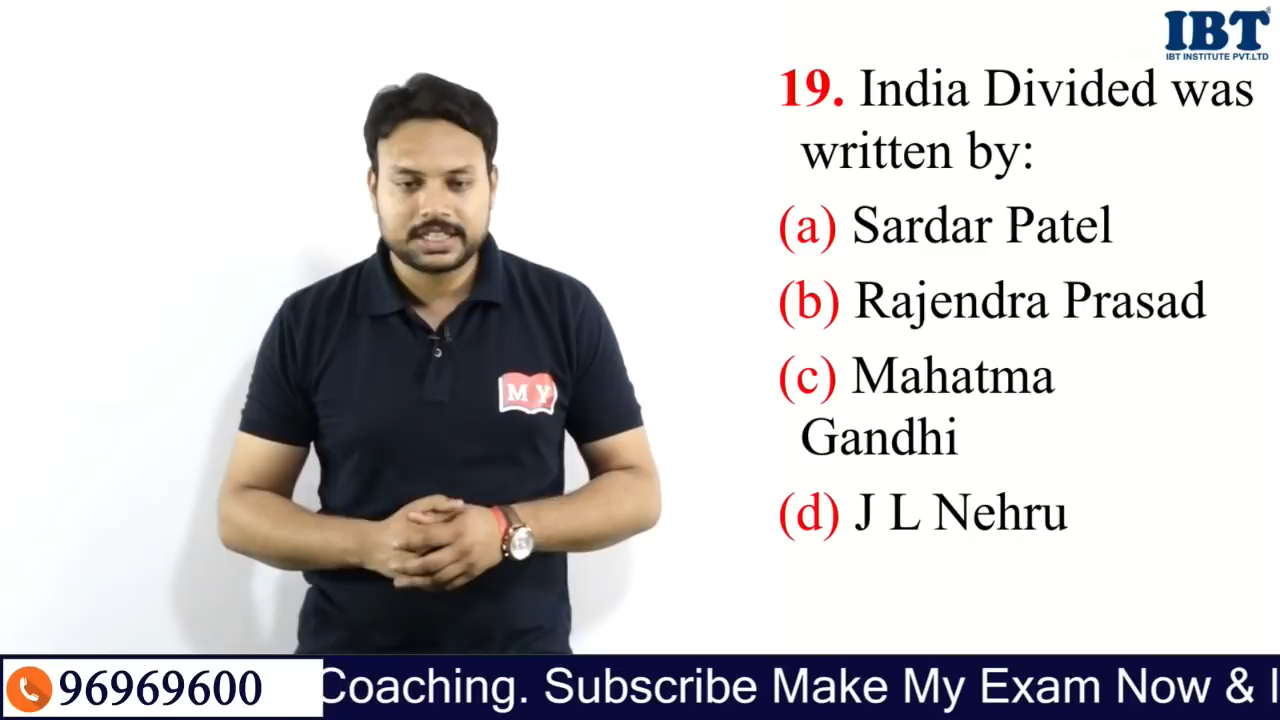 IBT
IBT INSTITUTE PVT.LTD
19. India Divided was
written by:
(a) Sardar Patel
(b) Rajendra Prasad
(c) Mahatma
Gandhi
(d) J L Nehru
M Y
96969600
Coaching. Subscribe Make My Exam Now &